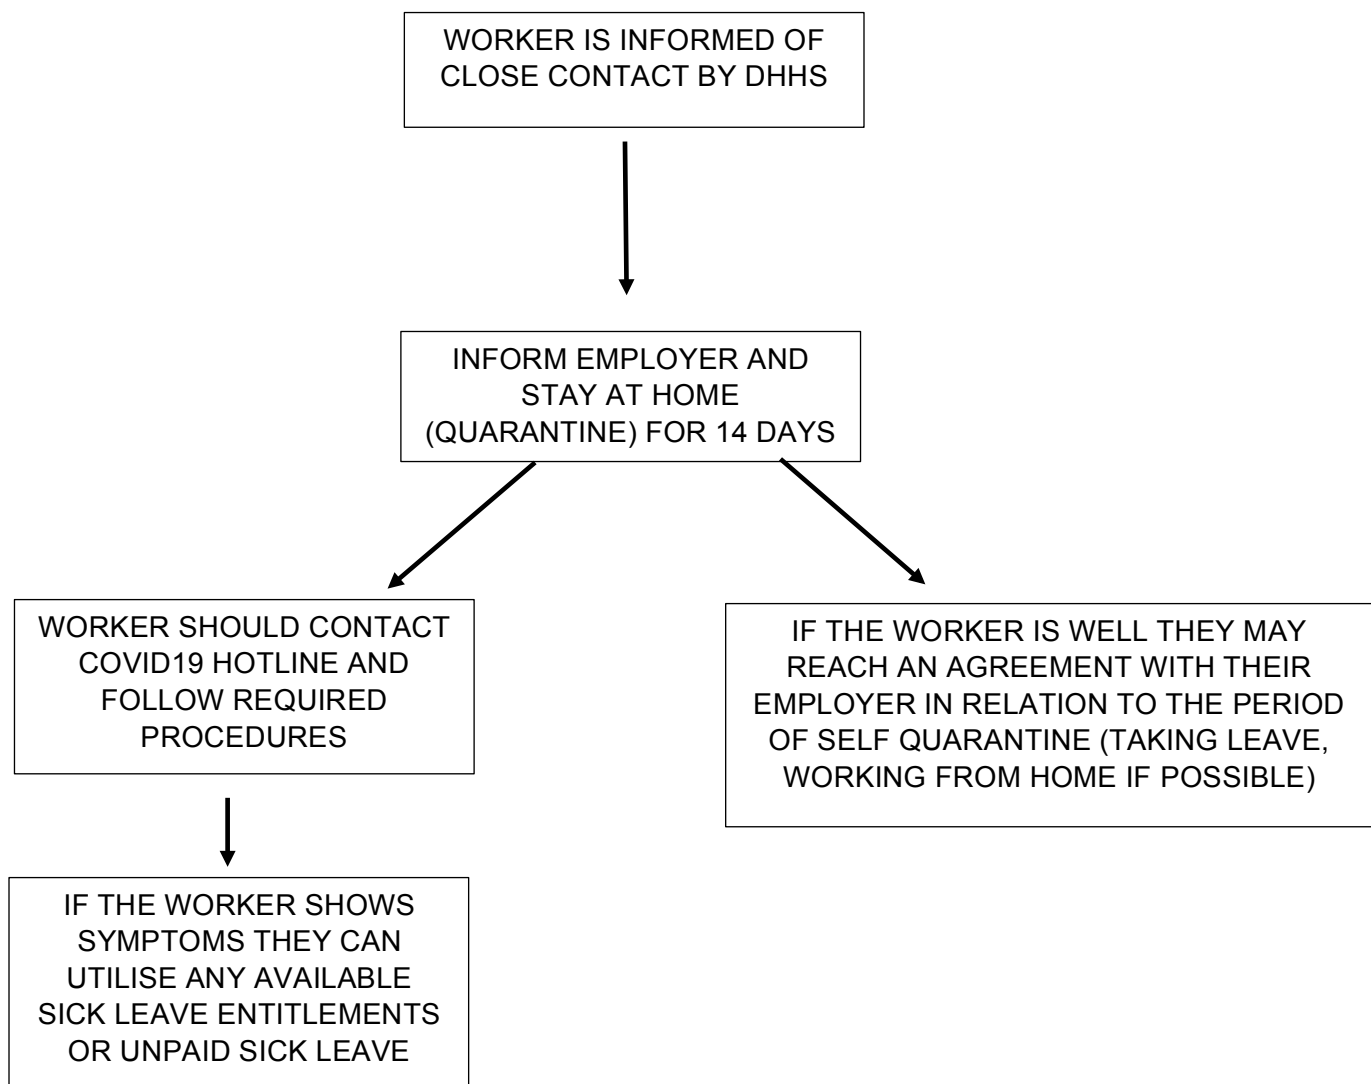 WORKER IS INFORMED OF
CLOSE CONTACT BY DHHS
INFORM EMPLOYER AND
STAY AT HOME
(QUARANTINE) FOR 14 DAYS
WORKER SHOULD CONTACT
COVID19 HOTLINE AND
FOLLOW REQUIRED
PROCEDURES
IF THE WORKER IS WELL THEY MAY
REACH AN AGREEMENT WITH THEIR
EMPLOYER IN RELATION TO THE PERIOD
OF SELF QUARANTINE (TAKING LEAVE,
WORKING FROM HOME IF POSSIBLE)
IF THE WORKER SHOWS
SYMPTOMS THEY CAN
UTILISE ANY AVAILABLE
SICK LEAVE ENTITLEMENTS
OR UNPAID SICK LEAVE